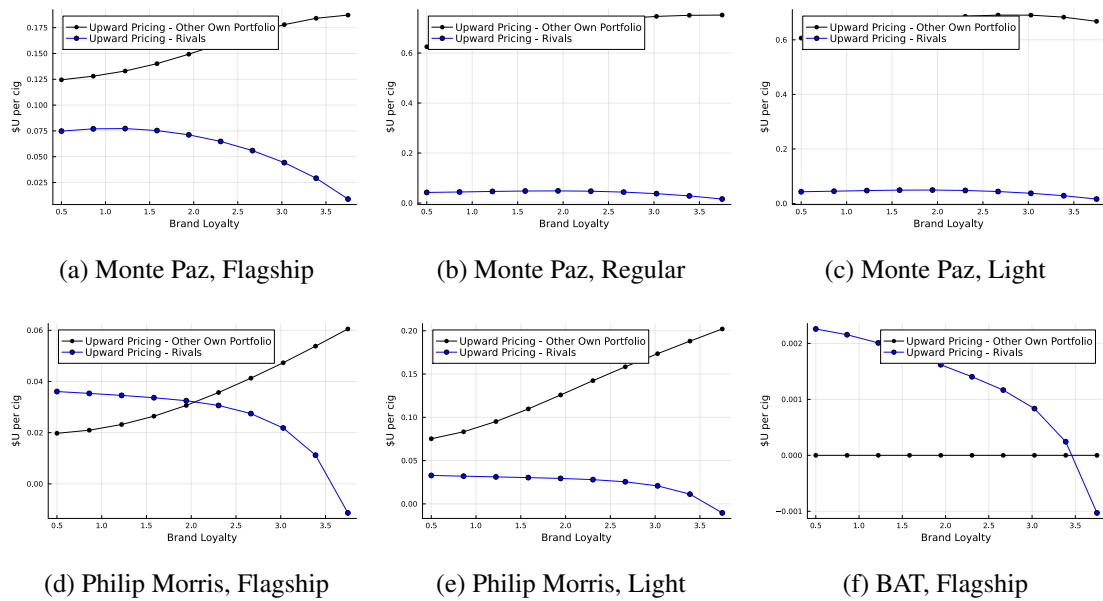 Upward Pricing - Other Own Portfolio
Upward Pricing - Rivals
$U per cig
0.175
0.150
0.125
0.100
0.075
0.050
0.025
0.5 1.0 1.5 2.0 2.5 3.0 3.5
Brand Loyalty
(a) Monte Paz, Flagship
Upward Pricing - Other Own Portfolio
Upward Pricing - Rivals
$U per cig
0.6
0.4
0.2
0.0
0.5 1.0 1.5 2.0 2.5 3.0 3.5
Brand Loyalty
(b) Monte Paz, Regular
Upward Pricing - Other Own Portfolio
Upward Pricing - Rivals
$U per cig
0.6
0.4
0.2
0.0
0.5 1.0 1.5 2.0 2.5 3.0 3.5
Brand Loyalty
(c) Monte Paz, Light
Upward Pricing - Other Own Portfolio
Upward Pricing - Rivals
$U per cig
0.06
0.04
0.02
0.00
0.5 1.0 1.5 2.0 2.5 3.0 3.5
Brand Loyalty
(d) Philip Morris, Flagship
Upward Pricing - Other Own Portfolio
Upward Pricing - Rivals
$U per cig
0.20
0.15
0.10
0.05
0.00
0.5 1.0 1.5 2.0 2.5 3.0 3.5
Brand Loyalty
(e) Philip Morris, Light
Upward Pricing - Other Own Portfolio
Upward Pricing - Rivals
$U per cig
0.002
0.001
0.000
−0.001
0.5 1.0 1.5 2.0 2.5 3.0 3.5
Brand Loyalty
(f) BAT, Flagship